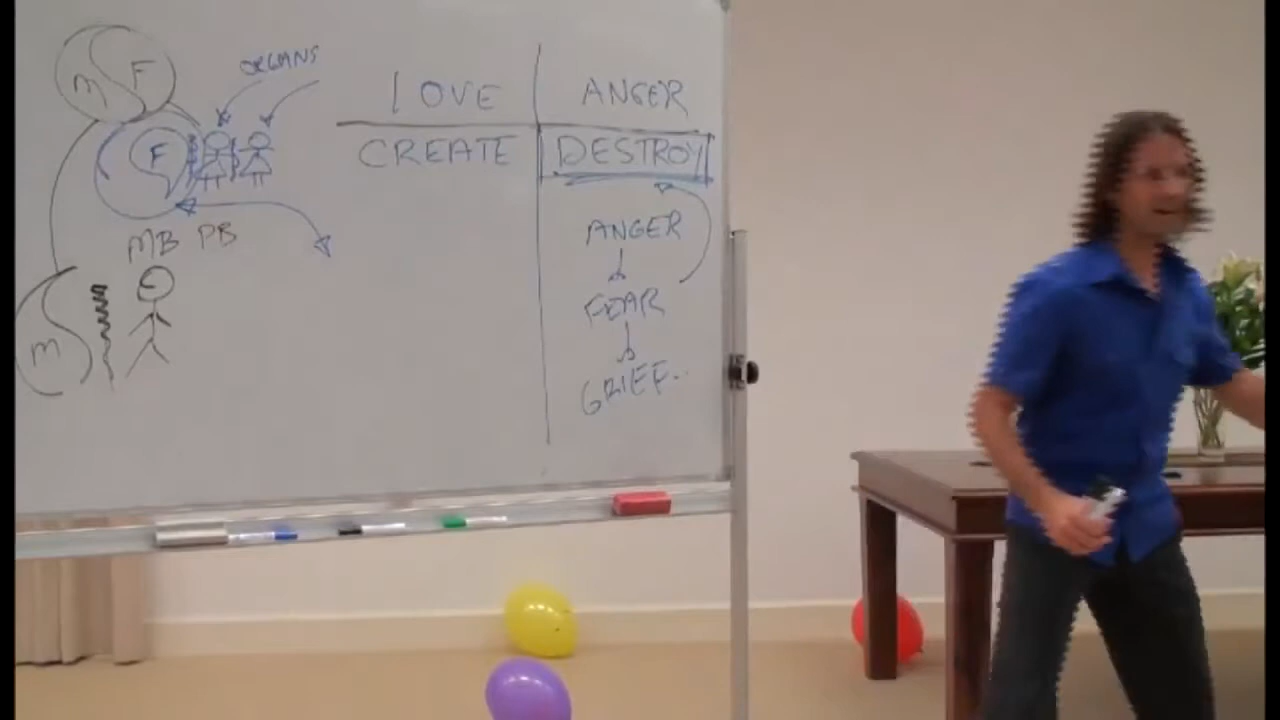 M F
ORGANS
F
MB PB
M
LOVE ANGER
CREATE DESTROY
ANGER
FEAR
GRIEF..